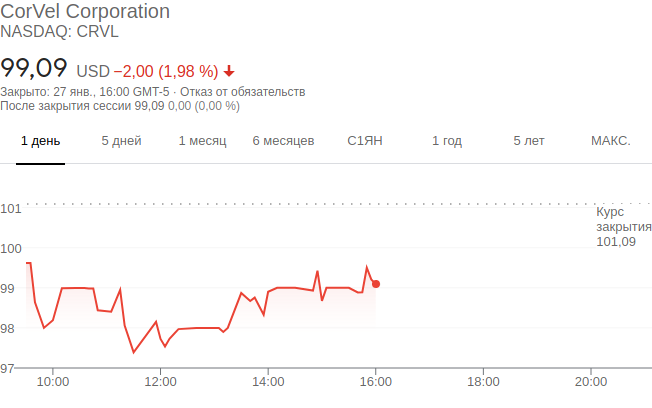 CorVel Corporation
NASDAQ: CRVL
99,09 USD −2,00 (1,98 %)
Закрыто: 27 янв., 16:00 GMT-5 · Отказ от обязательств
После закрытия сессии 99,09 0,00 (0,00 %)
1 день 5 дней 1 месяц 6 месяцев С1ЯН 1 год 5 лет МАКС.
101
Курс
закрытия
101,09
100
99
98
97
10:00 12:00 14:00 16:00 18:00 20:00